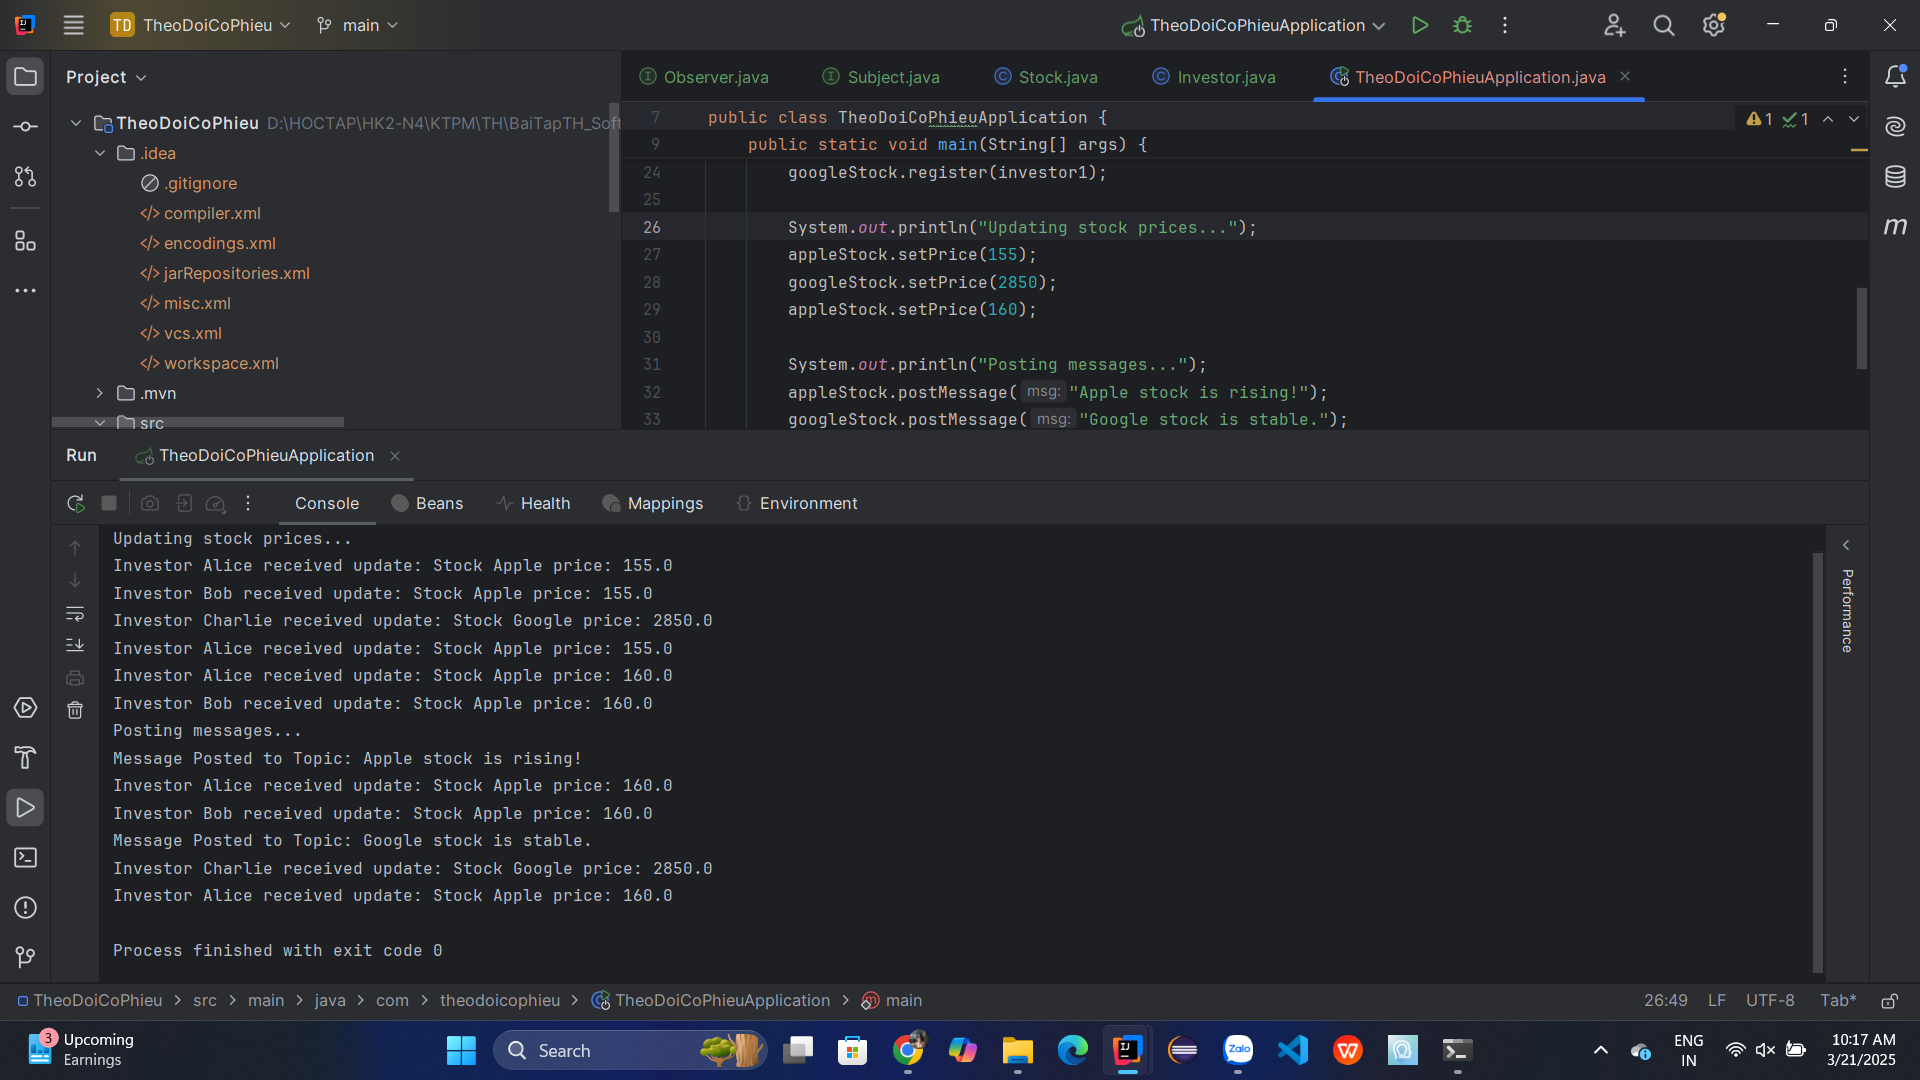 TD TheoDoiCoPhieu main TheoDoiCoPhieuApplication
Project
TheoDoiCoPhieu D:\HOCTAP\HK2-N4\KTPM\TH\BaiTapTH_Soft
.idea
.gitignore
</> compiler.xml
</> encodings.xml
</> jarRepositories.xml
</> misc.xml
</> vcs.xml
</> workspace.xml
.mvn
src
Observer.java Subject.java Stock.java Investor.java TheoDoiCoPhieuApplication.java
7 public class TheoDoiCoPhieuApplication { 1 1
9 public static void main(String[] args) {
24 googleStock.register(investor1);
25
26 System.out.println("Updating stock prices...");
27 appleStock.setPrice(155);
28 googleStock.setPrice(2850);
29 appleStock.setPrice(160);
30
31 System.out.println("Posting messages...");
32 appleStock.postMessage( msg: "Apple stock is rising!");
33 googleStock.postMessage( msg: "Google stock is stable.");
Run TheoDoiCoPhieuApplication
Console Beans Health Mappings Environment
Updating stock prices...
Investor Alice received update: Stock Apple price: 155.0
Investor Bob received update: Stock Apple price: 155.0
Investor Charlie received update: Stock Google price: 2850.0
Investor Alice received update: Stock Apple price: 155.0
Investor Alice received update: Stock Apple price: 160.0
Investor Bob received update: Stock Apple price: 160.0
Posting messages...
Message Posted to Topic: Apple stock is rising!
Investor Alice received update: Stock Apple price: 160.0
Investor Bob received update: Stock Apple price: 160.0
Message Posted to Topic: Google stock is stable.
Investor Charlie received update: Stock Google price: 2850.0
Investor Alice received update: Stock Apple price: 160.0
Process finished with exit code 0
Performance
TheoDoiCoPhieu > src > main > java > com > theodoicophieu > TheoDoiCoPhieuApplication > main 26:49 LF UTF-8 Tab*
3 Upcoming
Earnings
Search
Zalo
ENG
IN
10:17 AM
3/21/2025